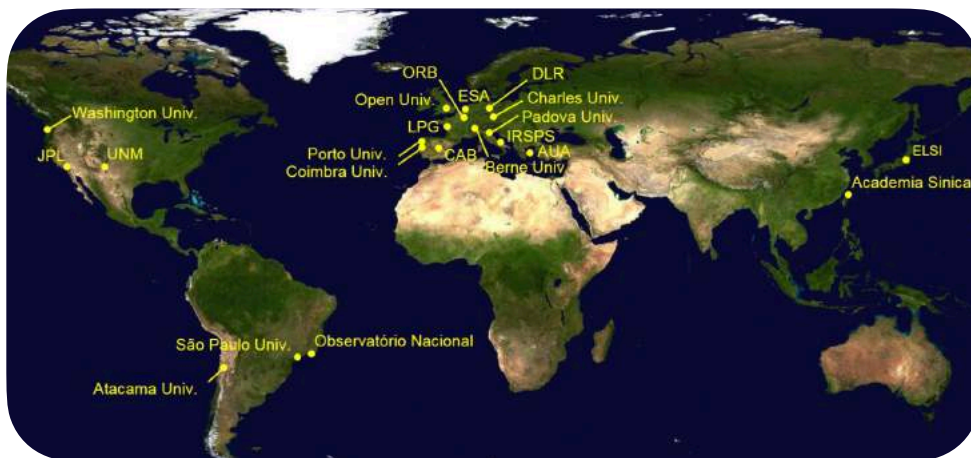 ORB
DLR
Open Univ.
ESA
Charles Univ.
Washington Univ.
LPG
Padova Univ.
IRSPS
JPL
UNM
Porto Univ.
CAB
AUA
ELSI
Coimbra Univ.
Berne Univ
Academia Sinica
São Paulo Univ.
Observatório Nacional
Atacama Univ.